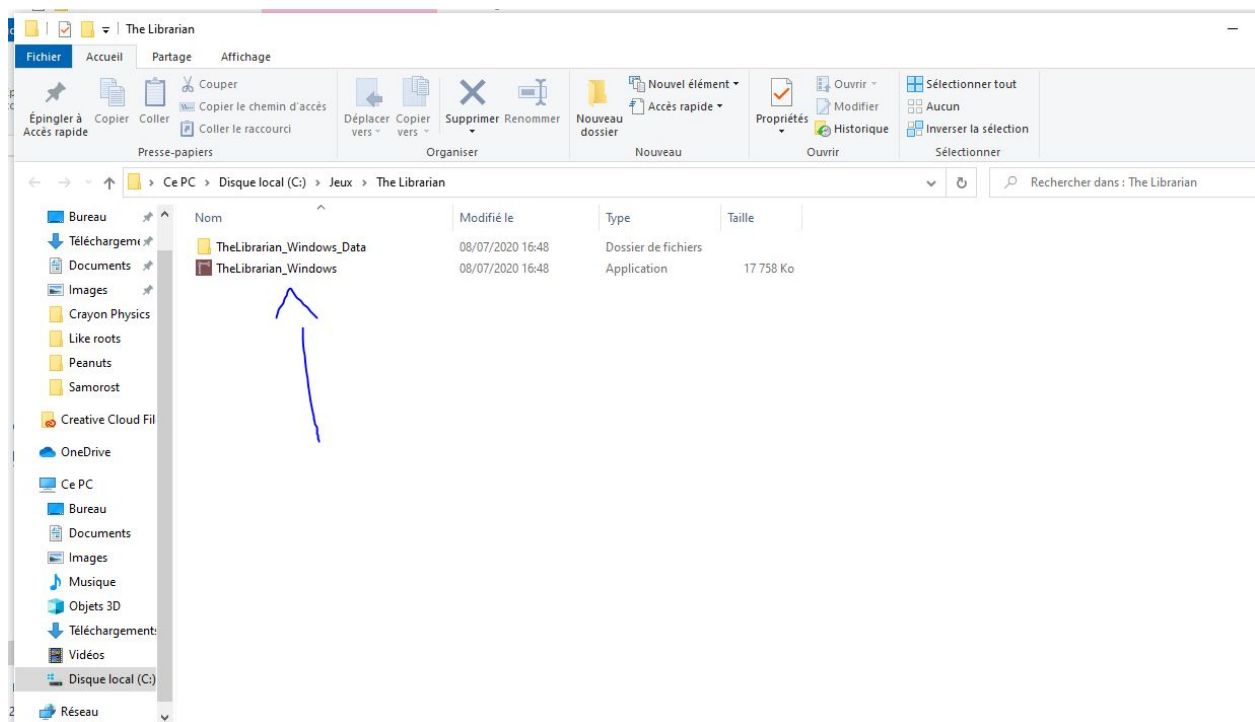 The Librarian
Fichier Accueil Partage Affichage
Épingler à Accès rapide
Copier
Coller
Couper
Copier le chemin d'accès
Coller le raccourci
Déplacer vers
Copier vers
Supprimer
Renommer
Nouveau dossier
Nouvel élément
Accès rapide
Propriétés
Ouvrir
Modifier
Historique
Sélectionner tout
Aucun
Inverser la sélection
Presse-papiers Organiser Nouveau Ouvrir Sélectionner
Ce PC > Disque local (C:) > Jeux > The Librarian
Rechercher dans : The Librarian
Nom Modifié le Type Taille
TheLibrarian_Windows_Data 08/07/2020 16:48 Dossier de fichiers
TheLibrarian_Windows 08/07/2020 16:48 Application 17 758 Ko
Bureau
Téléchargeme
Documents
Images
Crayon Physics
Like roots
Peanuts
Samorost
Creative Cloud Fil
OneDrive
Ce PC
Bureau
Documents
Images
Musique
Objets 3D
Téléchargements
Vidéos
Disque local (C:)
Réseau